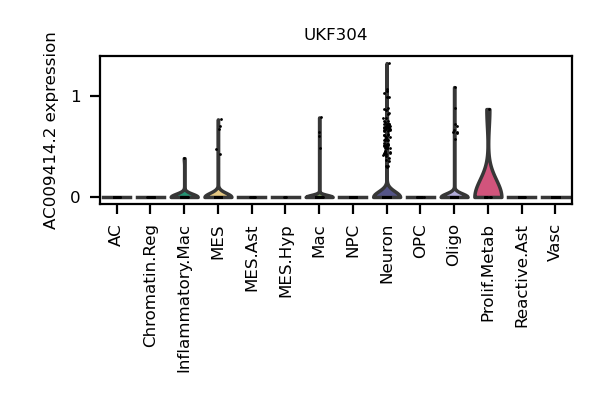 UKF304
AC009414.2 expression
1
0
AC
Chromatin.Reg
Inflammatory.Mac
MES
MES.Ast
MES.Hyp
Mac
NPC
Neuron
OPC
Oligo
Prolif.Metab
Reactive.Ast
Vasc